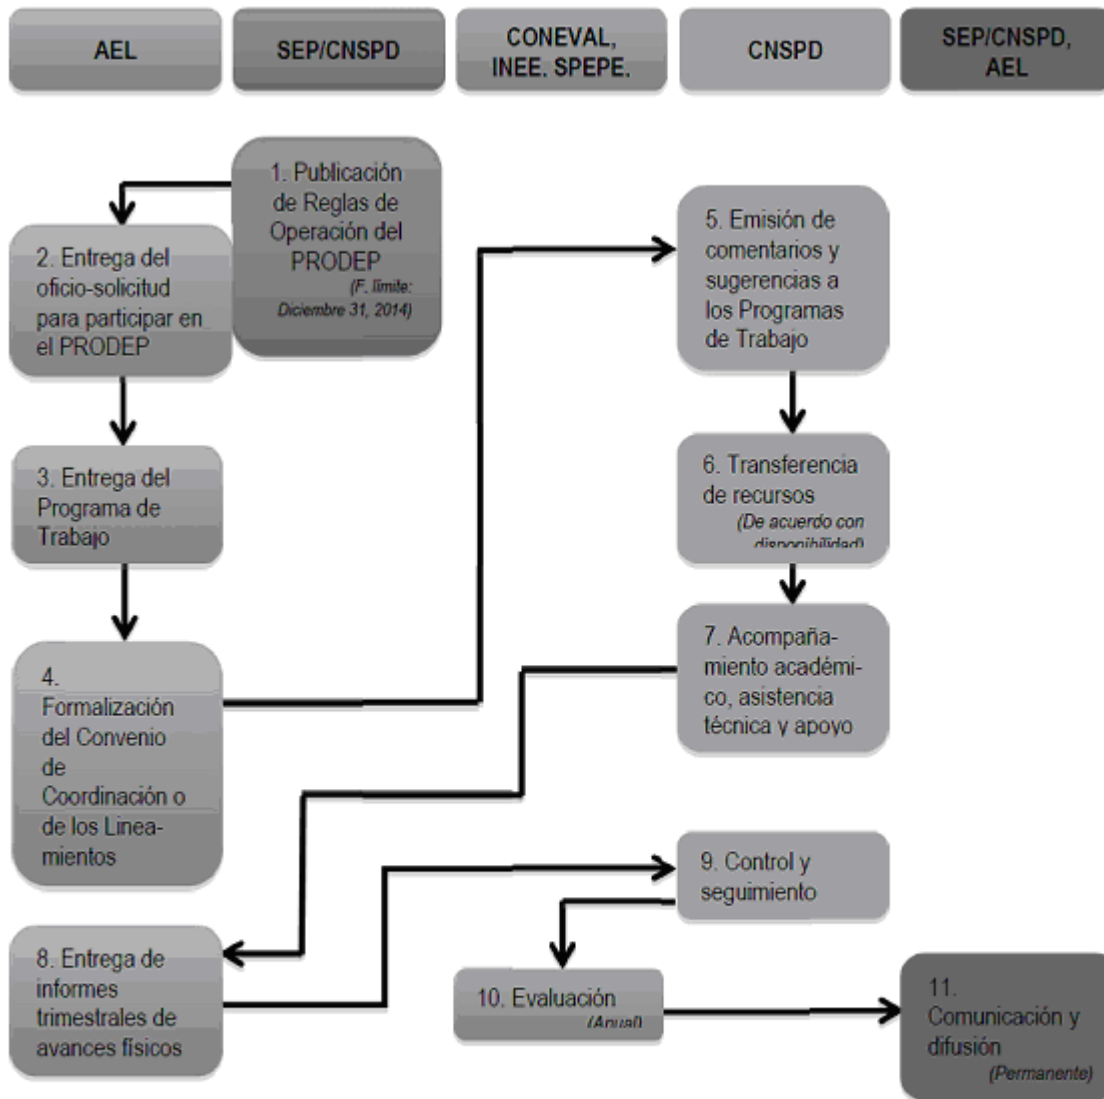 AEL
SEP/CNSPD
CONEVAL,
INEE. SPEPE.
CNSPD
SEP/CNSPD,
AEL
1. Publicación
de Reglas de
Operación del
PRODEP
(F. límite:
Diciembre 31, 2014)
2. Entrega del
oficio-solicitud
para participar en
el PRODEP
3. Entrega del
Programa de
Trabajo
4.
Formalización
del Convenio
de
Coordinación o
de los Linea-
mientos
5. Emisión de
comentarios y
sugerencias a
los Programas
de Trabajo
6. Transferencia
de recursos
(De acuerdo con
disponibilidad)
7. Acompaña-
miento académi-
co, asistencia
técnica y apoyo
8. Entrega de
informes
trimestrales de
avances físicos
9. Control y
seguimiento
10. Evaluación
(Anual)
11.
Comunicación y
difusión
(Permanente)